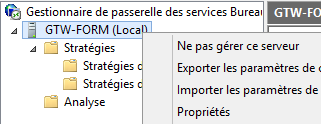 Gestionnaire de passerelle des services Bureau
GTW-FORM (Local)
GTW-FO
Stratégies
Stratégies
Stratégies
Analyse
Ne pas gérer ce serveur
Exporter les paramètres de
Importer les paramètres de
Propriétés